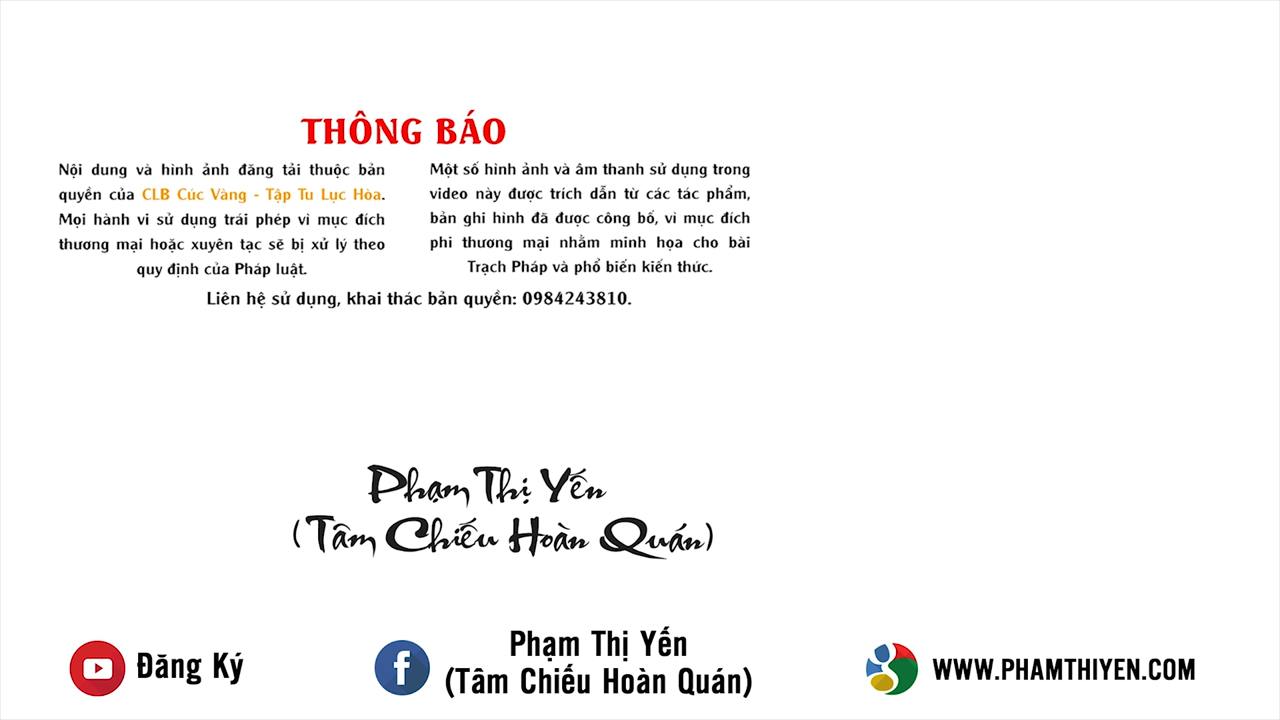 THÔNG BÁO
Nội dung và hình ảnh đăng tải thuộc bản
quyền của CLB Cúc Vàng - Tập Tu Lục Hòa.
Mọi hành vi sử dụng trái phép vì mục đích
thương mại hoặc xuyên tạc sẽ bị xử lý theo
quy định của Pháp luật.
Một số hình ảnh và âm thanh sử dụng trong
video này được trích dẫn từ các tác phẩm,
bản ghi hình đã được công bố, vì mục đích
phi thương mại nhằm minh họa cho bài
Trạch Pháp và phổ biến kiến thức.
Liên hệ sử dụng, khai thác bản quyền: 0984243810.
Phạm Thị Yến
(Tâm Chiếu Hoàn Quán)
Đăng Ký
Phạm Thị Yến
(Tâm Chiếu Hoàn Quán)
WWW.PHAMTHIYEN.COM